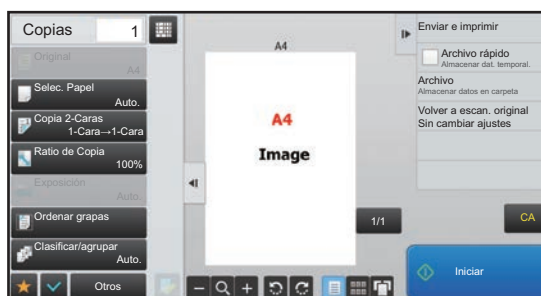 Copias 1
Original
A4
Selec. Papel
Auto.
Copia 2-Caras
1-Cara→1-Cara
Ratio de Copia
100%
Exposición
Auto.
Ordenar grapas
Clasificar/agrupar
Auto.
Otros
A4
A4
Image
1/1
Enviar e imprimir
Archivo rápido
Almacenar dat. temporal.
Archivo
Almacenar datos en carpeta
Volver a escan. original
Sin cambiar ajustes
CA
Iniciar